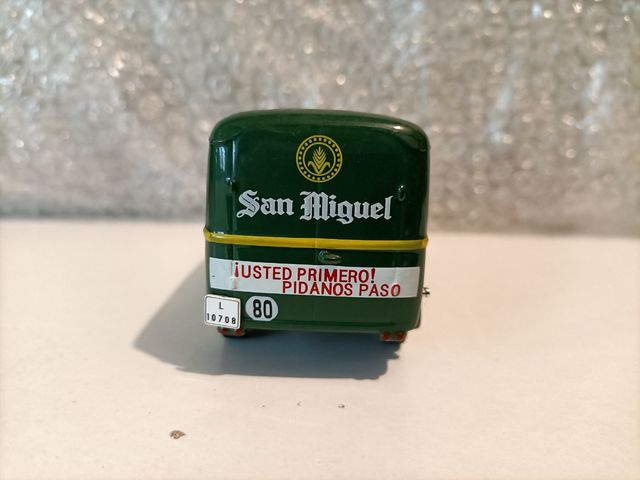 San Miguel
¡USTED PRIMERO!
PIDANOS PASO
L
10708
80